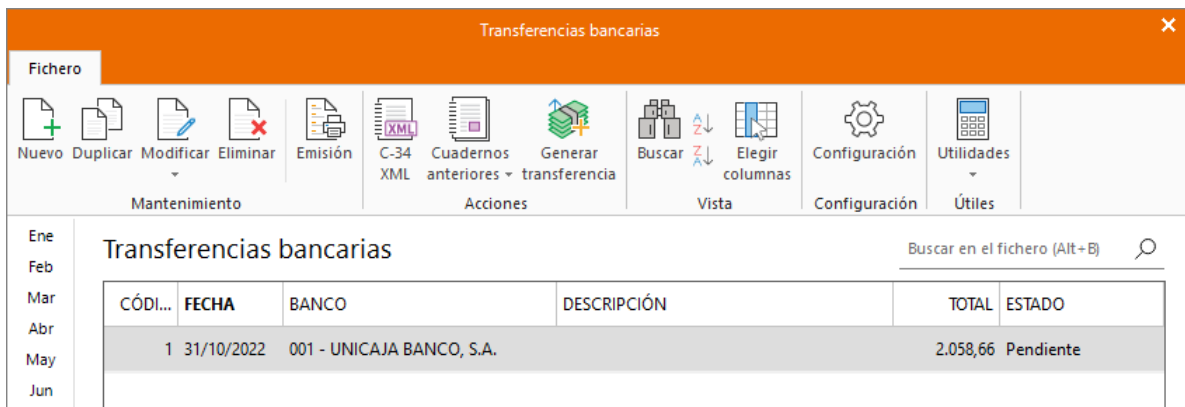 Transferencias bancarias
Fichero
Nuevo Duplicar Modificar Eliminar Emisión C-34 XML Cuadernos anteriores Generar transferencia Buscar Elegir columnas Configuración Utilidades
Mantenimiento Acciones Vista Configuración Útiles
Ene
Feb
Mar
Abr
May
Jun
Transferencias bancarias
Buscar en el fichero (Alt+B)
CÓDI... FECHA BANCO DESCRIPCIÓN TOTAL ESTADO
1 31/10/2022 001 - UNICAJA BANCO, S.A. 2.058,66 Pendiente